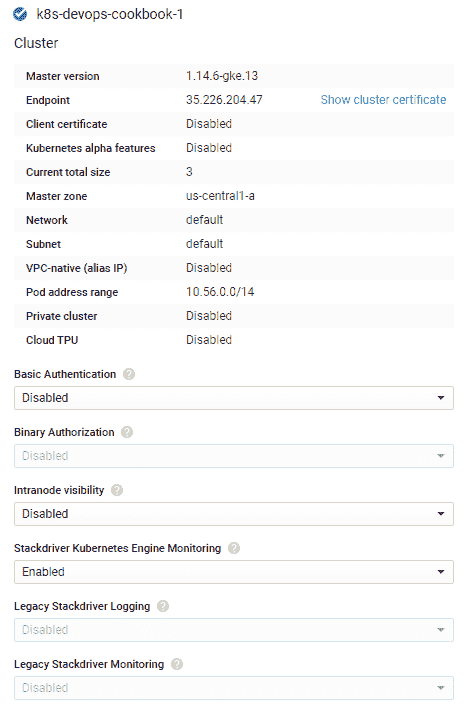 k8s-devops-cookbook-1
Cluster
Master version 1.14.6-gke.13
Endpoint 35.226.204.47 Show cluster certificate
Client certificate Disabled
Kubernetes alpha features Disabled
Current total size 3
Master zone us-central1-a
Network default
Subnet default
VPC-native (alias IP) Disabled
Pod address range 10.56.0.0/14
Private cluster Disabled
Cloud TPU Disabled
Basic Authentication ?
Disabled
Binary Authorization ?
Disabled
Intranode visibility ?
Disabled
Stackdriver Kubernetes Engine Monitoring ?
Enabled
Legacy Stackdriver Logging ?
Disabled
Legacy Stackdriver Monitoring ?
Disabled